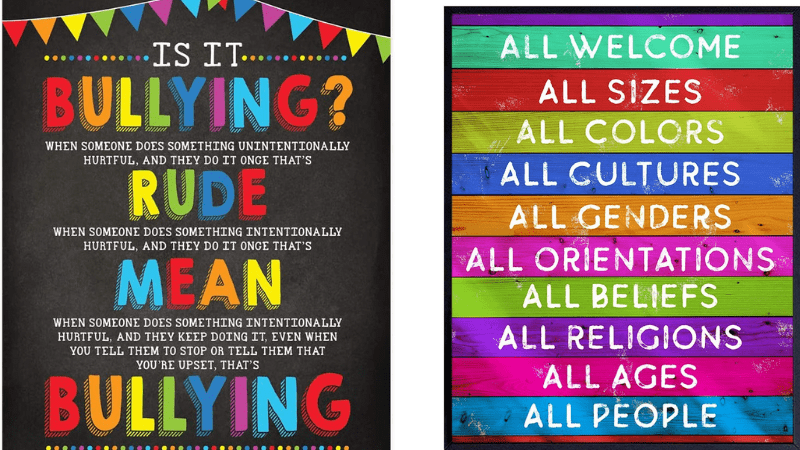 IS IT
BULLYING?
WHEN SOMEONE DOES SOMETHING UNINTENTIONALLY
HURTFUL, AND THEY DO IT ONCE THAT'S
RUDE
WHEN SOMEONE DOES SOMETHING INTENTIONALLY
HURTFUL, AND THEY DO IT ONCE THAT'S
MEAN
WHEN SOMEONE DOES SOMETHING INTENTIONALLY
HURTFUL, AND THEY KEEP DOING IT, EVEN WHEN
YOU TELL THEM TO STOP OR TELL THEM THAT
YOU'RE UPSET, THAT'S
BULLYING
ALL WELCOME
ALL SIZES
ALL COLORS
ALL CULTURES
ALL GENDERS
ALL ORIENTATIONS
ALL BELIEFS
ALL RELIGIONS
ALL AGES
ALL PEOPLE